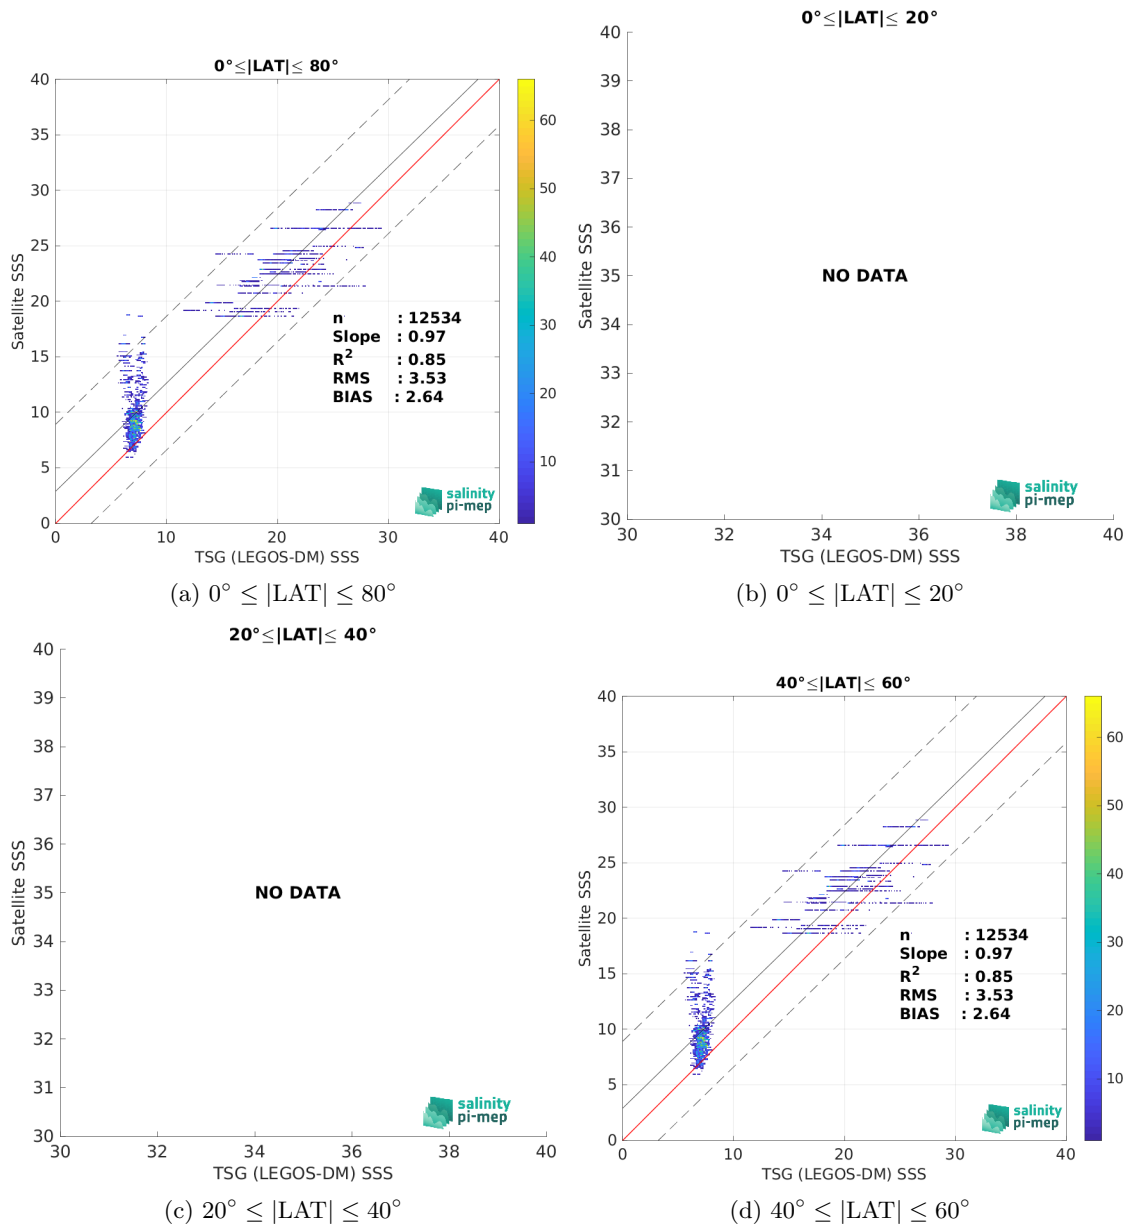 0°≤|LAT|≤ 80°
40
35
30
25
20
15
10
5
0
0
10
20
30
40
Satellite SSS
TSG (LEGOS-DM) SSS
n : 12534
Slope : 0.97
R² : 0.85
RMS : 3.53
BIAS : 2.64
60
50
40
30
20
10
salinity
pi-mep
(a) 0° ≤ |LAT| ≤ 80°
0°≤|LAT|≤ 20°
40
39
38
37
36
35
34
33
32
31
30
30
32
34
36
38
40
Satellite SSS
TSG (LEGOS-DM) SSS
NO DATA
salinity
pi-mep
(b) 0° ≤ |LAT| ≤ 20°
20°≤|LAT|≤ 40°
40
39
38
37
36
35
34
33
32
31
30
30
32
34
36
38
40
Satellite SSS
TSG (LEGOS-DM) SSS
NO DATA
salinity
pi-mep
(c) 20° ≤ |LAT| ≤ 40°
40°≤|LAT|≤ 60°
40
35
30
25
20
15
10
5
0
0
10
20
30
40
Satellite SSS
TSG (LEGOS-DM) SSS
n : 12534
Slope : 0.97
R² : 0.85
RMS : 3.53
BIAS : 2.64
60
50
40
30
20
10
salinity
pi-mep
(d) 40° ≤ |LAT| ≤ 60°